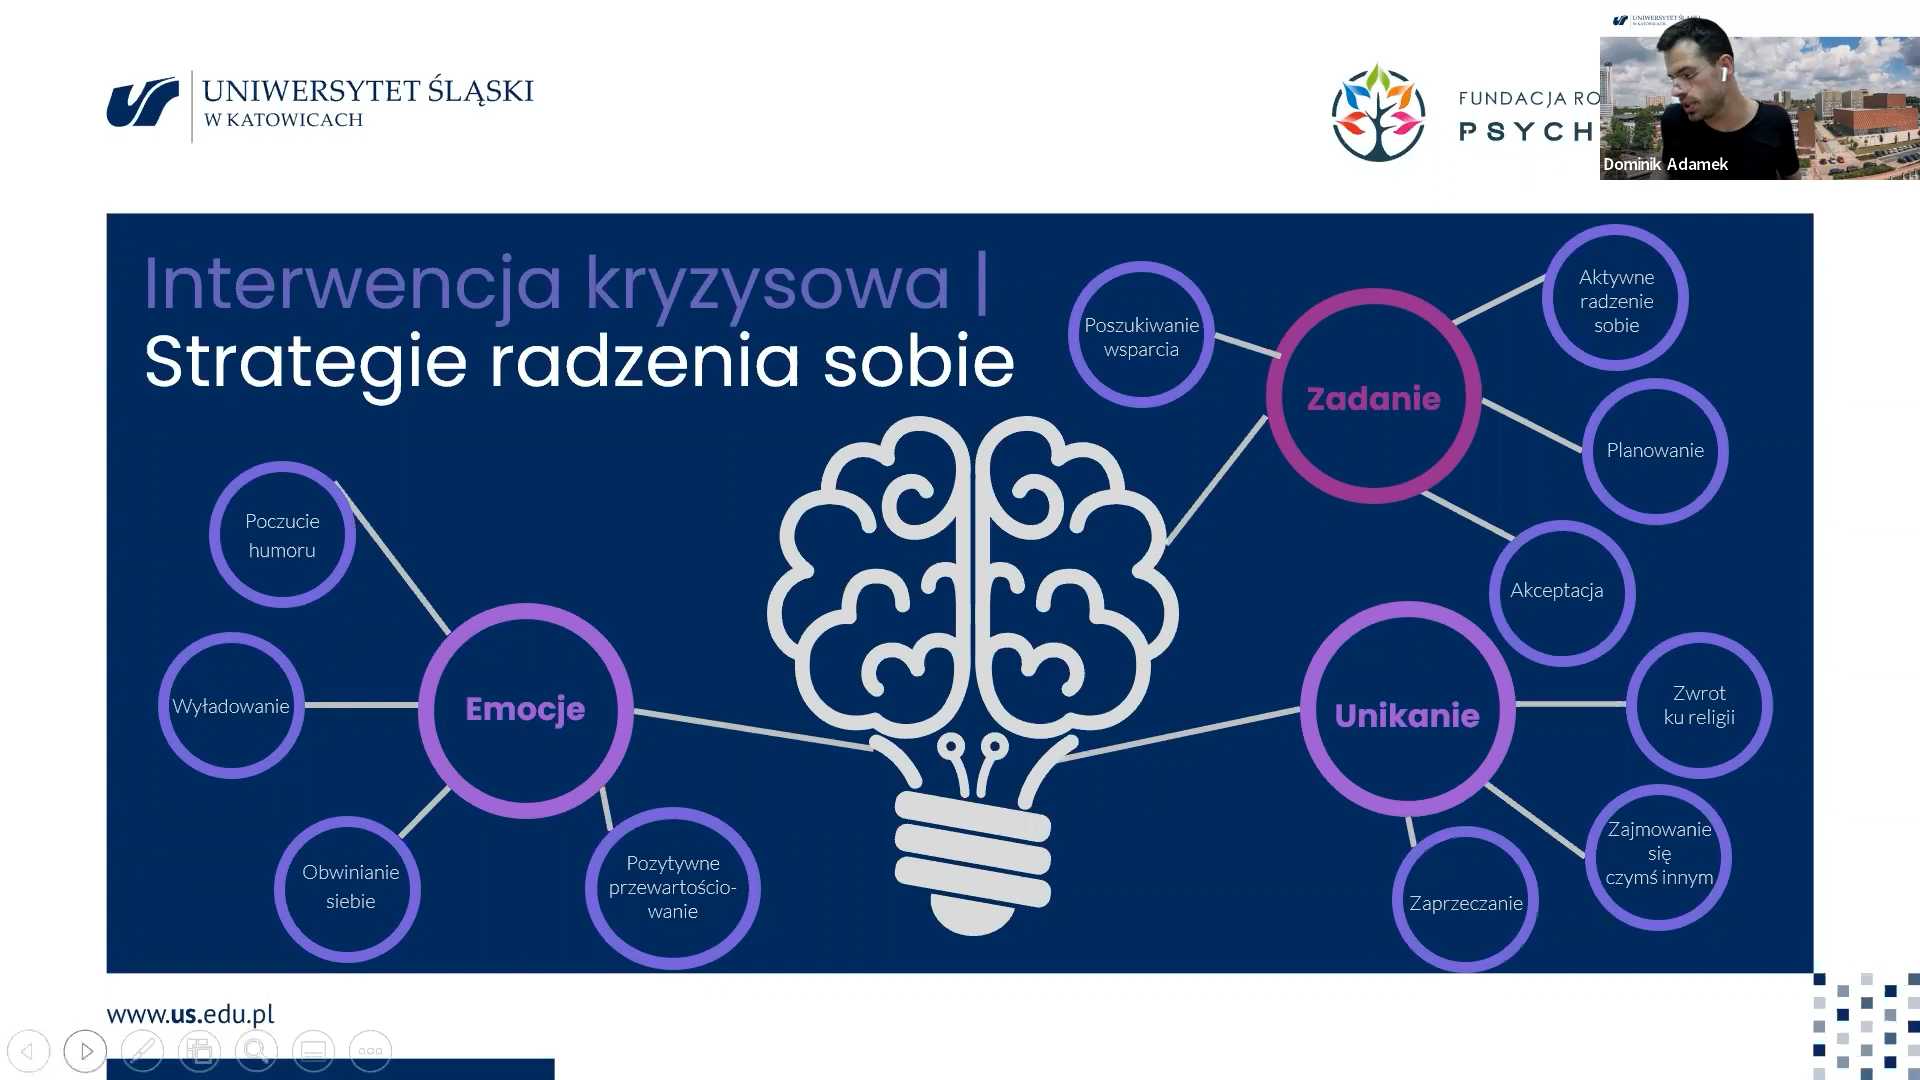 UNIWERSYTET ŚLĄSKI
W KATOWICACH
FUNDACJA
PSYCH
UNIWERSYTET
W KATOWICACH
Dominik Adamek
Interwencja kryzysowa |
Strategie radzenia sobie
Poszukiwanie
wsparcia
Zadanie
Aktywne
radzenie
sobie
Planowanie
Akceptacja
Poczucie
humoru
Wyładowanie
Emocje
Obwinianie
siebie
Pozytywne
przewartościo-
wanie
Unikanie
Zwrot
ku religii
Zajmowanie
się
czymś innym
Zaprzeczanie
www.us.edu.pl